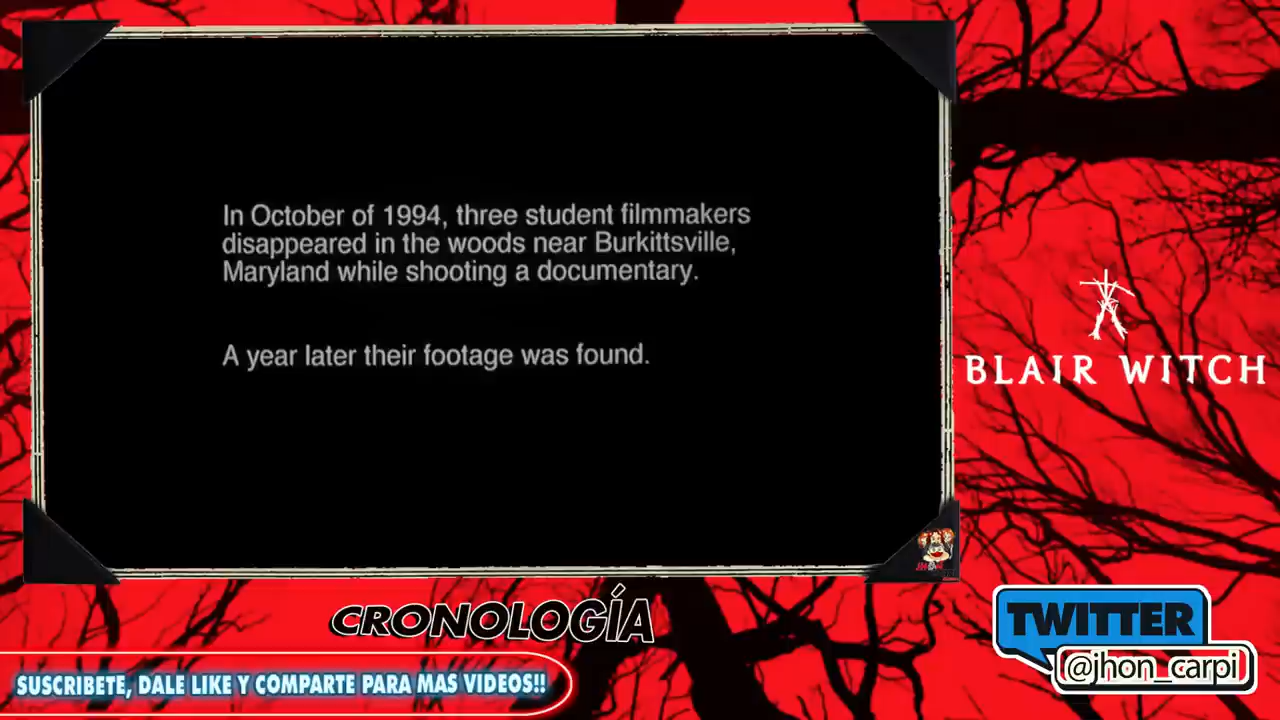 In October of 1994, three student filmmakers
disappeared in the woods near Burkittsville,
Maryland while shooting a documentary.
A year later their footage was found.
BLAIR WITCH
CRONOLOGÍA
TWITTER
@jhon_carpi
SUSCRIBETE, DALE LIKE Y COMPARTE PARA MAS VIDEOS!!